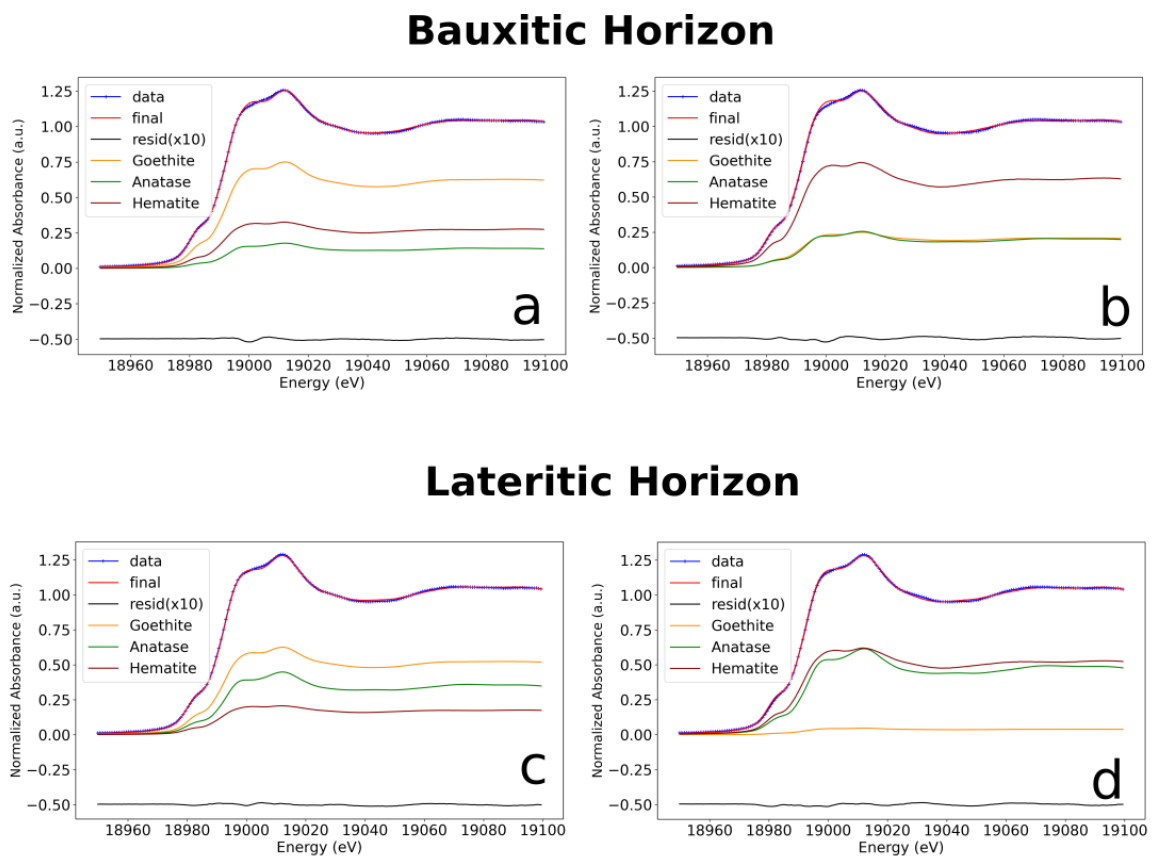 Bauxitic Horizon
Normalized Absorbance (a.u.)
1.25
1.00
0.75
0.50
0.25
0.00
−0.25
−0.50
data
final
resid(x10)
Goethite
Anatase
Hematite
a
18960 18980 19000 19020 19040 19060 19080 19100
Energy (eV)
Normalized Absorbance (a.u.)
1.25
1.00
0.75
0.50
0.25
0.00
−0.25
−0.50
data
final
resid(x10)
Goethite
Anatase
Hematite
b
18960 18980 19000 19020 19040 19060 19080 19100
Energy (eV)
Lateritic Horizon
Normalized Absorbance (a.u.)
1.25
1.00
0.75
0.50
0.25
0.00
−0.25
−0.50
data
final
resid(x10)
Goethite
Anatase
Hematite
c
18960 18980 19000 19020 19040 19060 19080 19100
Energy (eV)
Normalized Absorbance (a.u.)
1.25
1.00
0.75
0.50
0.25
0.00
−0.25
−0.50
data
final
resid(x10)
Goethite
Anatase
Hematite
d
18960 18980 19000 19020 19040 19060 19080 19100
Energy (eV)